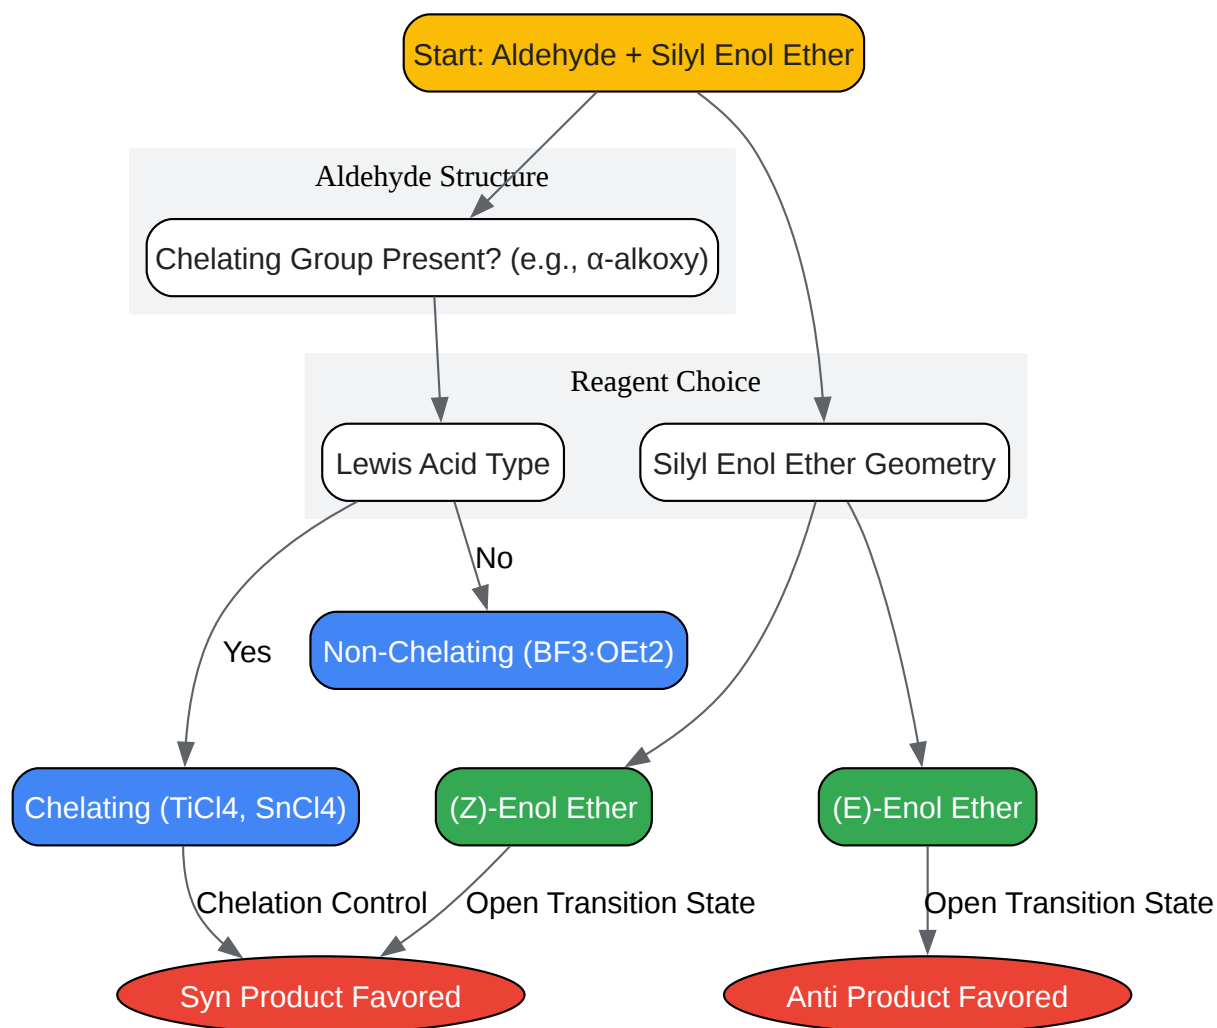 Start: Aldehyde + Silyl Enol Ether
Aldehyde Structure
Chelating Group Present? (e.g., α-alkoxy)
Reagent Choice
Lewis Acid Type
Silyl Enol Ether Geometry
No
Yes
Non-Chelating (BF3·OEt2)
Chelating (TiCl4, SnCl4)
(Z)-Enol Ether
(E)-Enol Ether
Chelation Control
Open Transition State
Open Transition State
Syn Product Favored
Anti Product Favored